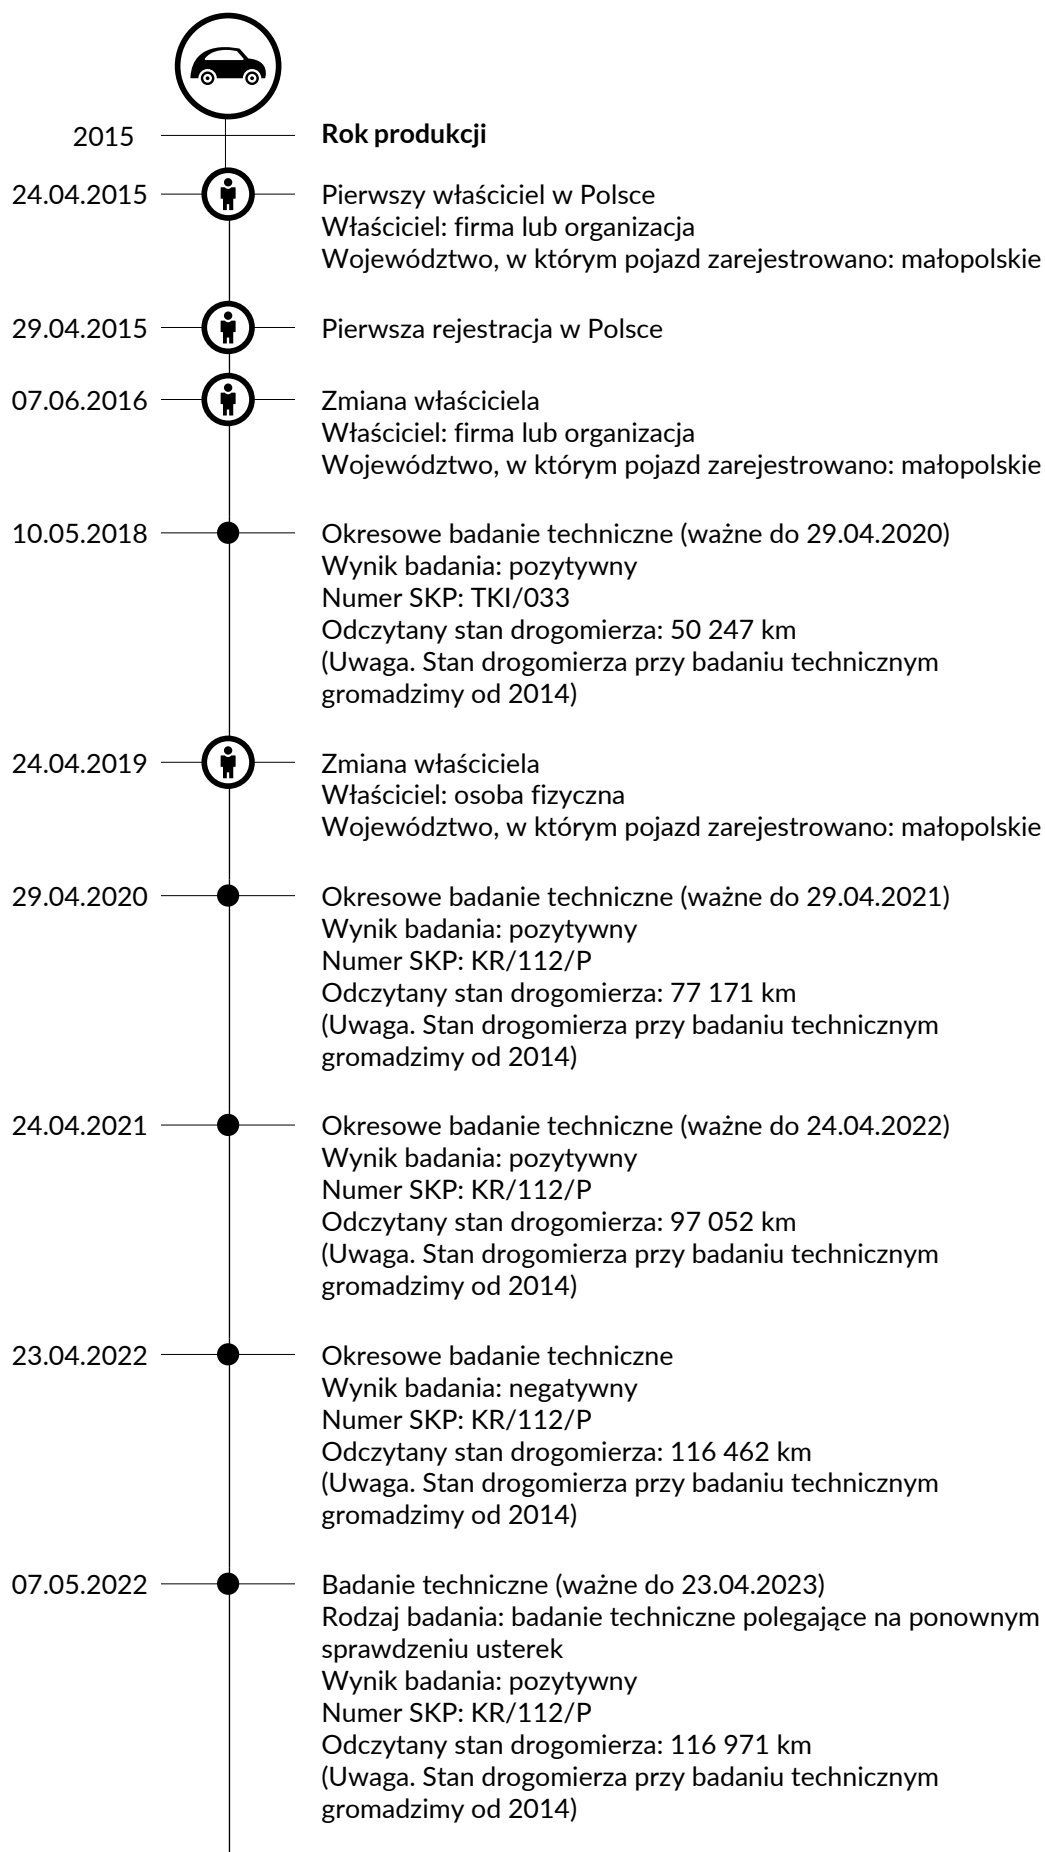 2015
Rok produkcji
24.04.2015
Pierwszy właściciel w Polsce
Właściciel: firma lub organizacja
Województwo, w którym pojazd zarejestrowano: małopolskie
29.04.2015
Pierwsza rejestracja w Polsce
07.06.2016
Zmiana właściciela
Właściciel: firma lub organizacja
Województwo, w którym pojazd zarejestrowano: małopolskie
10.05.2018
Okresowe badanie techniczne (ważne do 29.04.2020)
Wynik badania: pozytywny
Numer SKP: TKI/033
Odczytany stan drogomierza: 50 247 km
(Uwaga. Stan drogomierza przy badaniu technicznym
gromadzimy od 2014)
24.04.2019
Zmiana właściciela
Właściciel: osoba fizyczna
Województwo, w którym pojazd zarejestrowano: małopolskie
29.04.2020
Okresowe badanie techniczne (ważne do 29.04.2021)
Wynik badania: pozytywny
Numer SKP: KR/112/P
Odczytany stan drogomierza: 77 171 km
(Uwaga. Stan drogomierza przy badaniu technicznym
gromadzimy od 2014)
24.04.2021
Okresowe badanie techniczne (ważne do 24.04.2022)
Wynik badania: pozytywny
Numer SKP: KR/112/P
Odczytany stan drogomierza: 97 052 km
(Uwaga. Stan drogomierza przy badaniu technicznym
gromadzimy od 2014)
23.04.2022
Okresowe badanie techniczne
Wynik badania: negatywny
Numer SKP: KR/112/P
Odczytany stan drogomierza: 116 462 km
(Uwaga. Stan drogomierza przy badaniu technicznym
gromadzimy od 2014)
07.05.2022
Badanie techniczne (ważne do 23.04.2023)
Rodzaj badania: badanie techniczne polegające na ponownym
sprawdzeniu usterek
Wynik badania: pozytywny
Numer SKP: KR/112/P
Odczytany stan drogomierza: 116 971 km
(Uwaga. Stan drogomierza przy badaniu technicznym
gromadzimy od 2014)